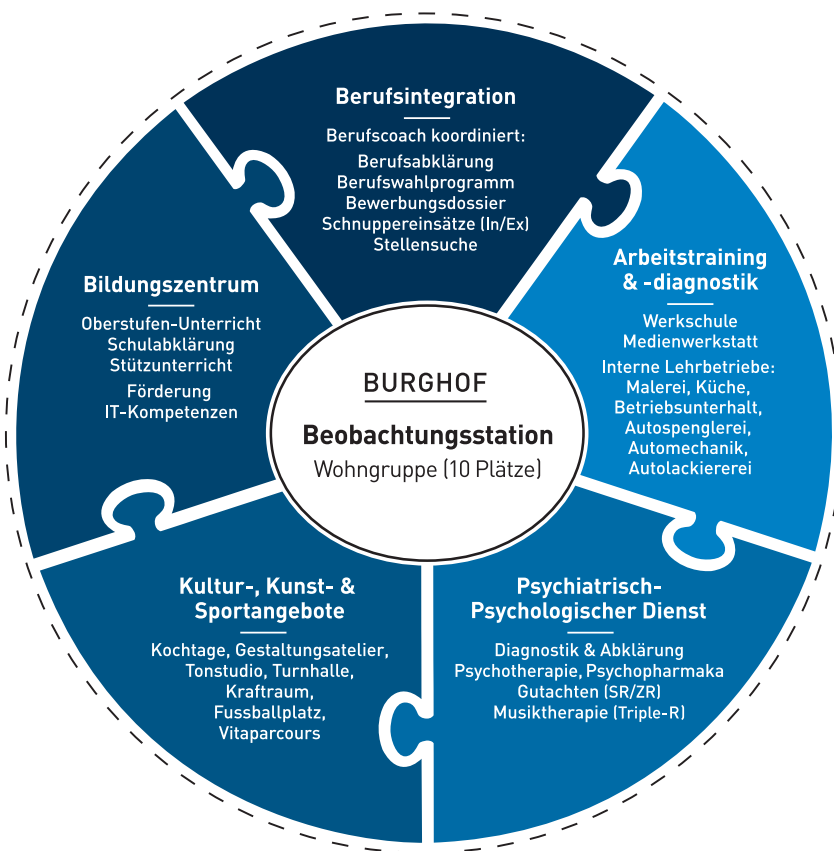 Berufsintegration
Berufscoach koordiniert:
Berufsabklärung
Berufswahlprogramm
Bewerbungsdossier
Schnuppereinsätze (In/Ex)
Stellensuche
Arbeitstraining
& -diagnostik
Werkschule
Medienwerkstatt
Interne Lehrbetriebe:
Malerei, Küche,
Betriebsunterhalt,
Autospenglerei,
Automechanik,
Autolackiererei
Bildungszentrum
Oberstufen-Unterricht
Schulabklärung
Stützunterricht
Förderung
IT-Kompetenzen
BURGHOF
Beobachtungsstation
Wohngruppe (10 Plätze)
Kultur-, Kunst- &
Sportangebote
Kochtage, Gestaltungsatelier,
Tonstudio, Turnhalle,
Kraftraum,
Fussballplatz,
Vitaparcours
Psychiatrisch-
Psychologischer Dienst
Diagnostik & Abklärung
Psychotherapie, Psychopharmaka
Gutachten (SR/ZR)
Musiktherapie (Triple-R)